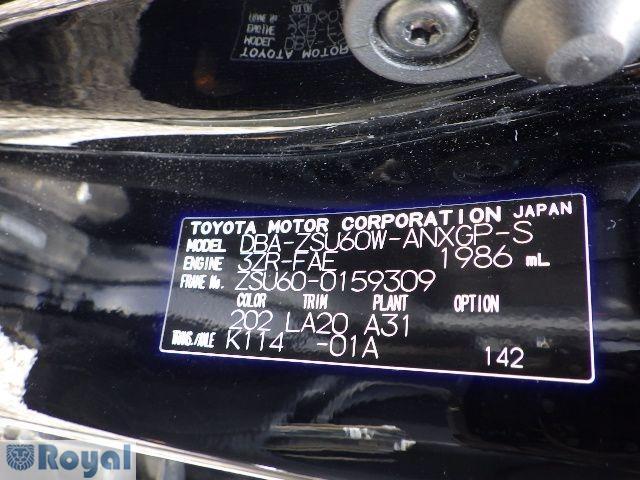 TOYOTA MOTOR CORPORATION JAPAN
MODEL DBA-ZSU60W-ANXGP-S
ENGINE 3ZR-FAE 1986 mL
FRAME No. ZSU60-0159309
COLOR TRIM PLANT OPTION
202 LA20 A31
TRANS./AXLE K114 -01A 142
Royal